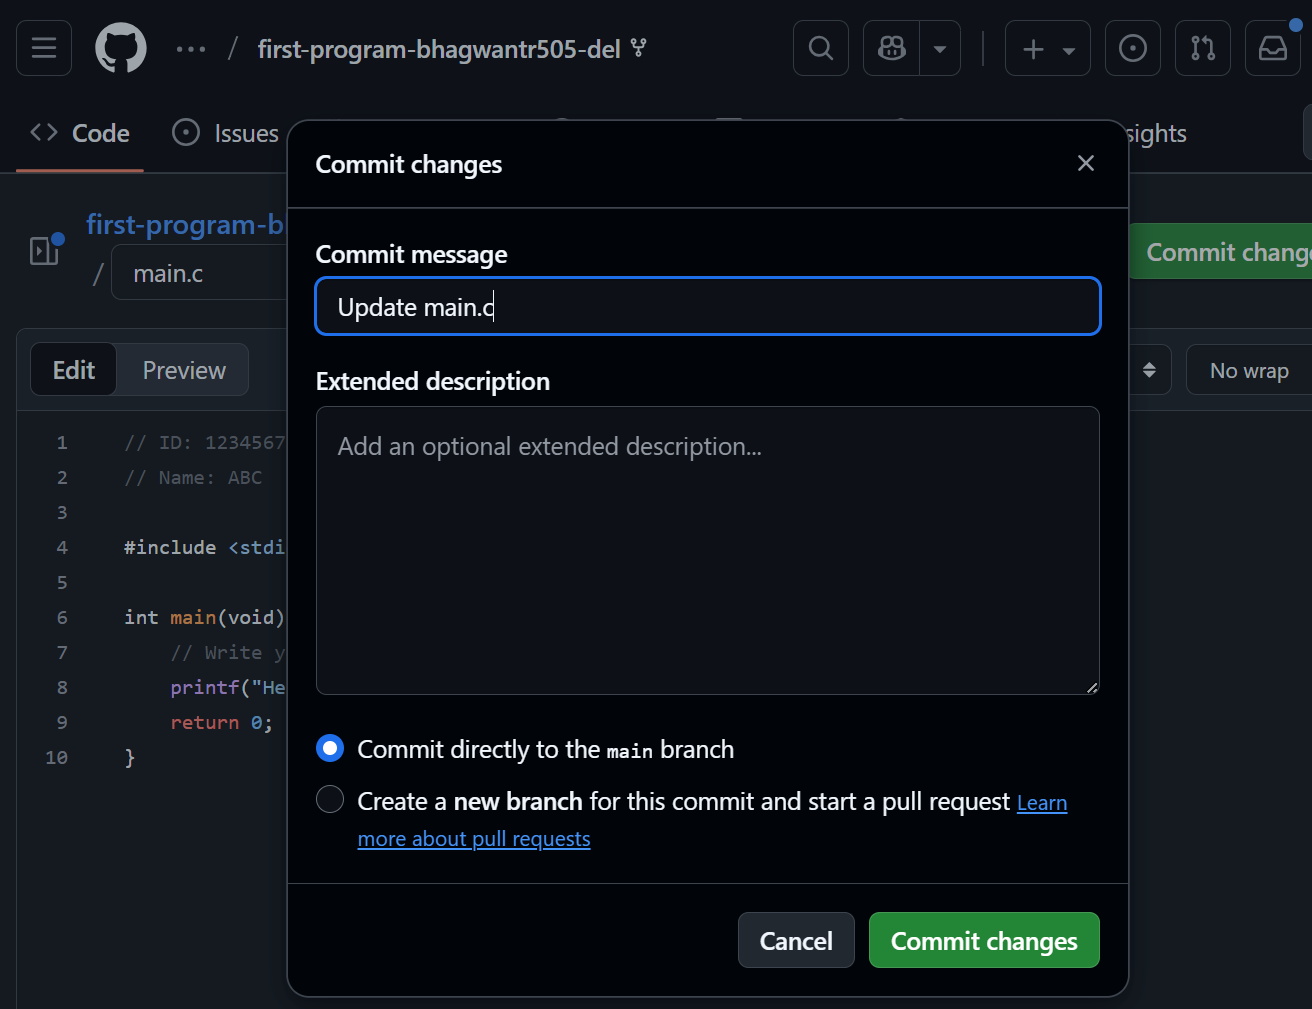 ... / first-program-bhagwantr505-del
Code
Issues
sights
first-program-b
/ main.c
Commit chang
Edit
Preview
No wrap
1 // ID: 1234567
2 // Name: ABC
3
4 #include <stdi
5
6 int main(void)
7 // Write y
8 printf("He
9 return 0;
10 }
Commit changes
Commit message
Update main.c
Extended description
Add an optional extended description...
Commit directly to the main branch
Create a new branch for this commit and start a pull request Learn
more about pull requests
Cancel
Commit changes